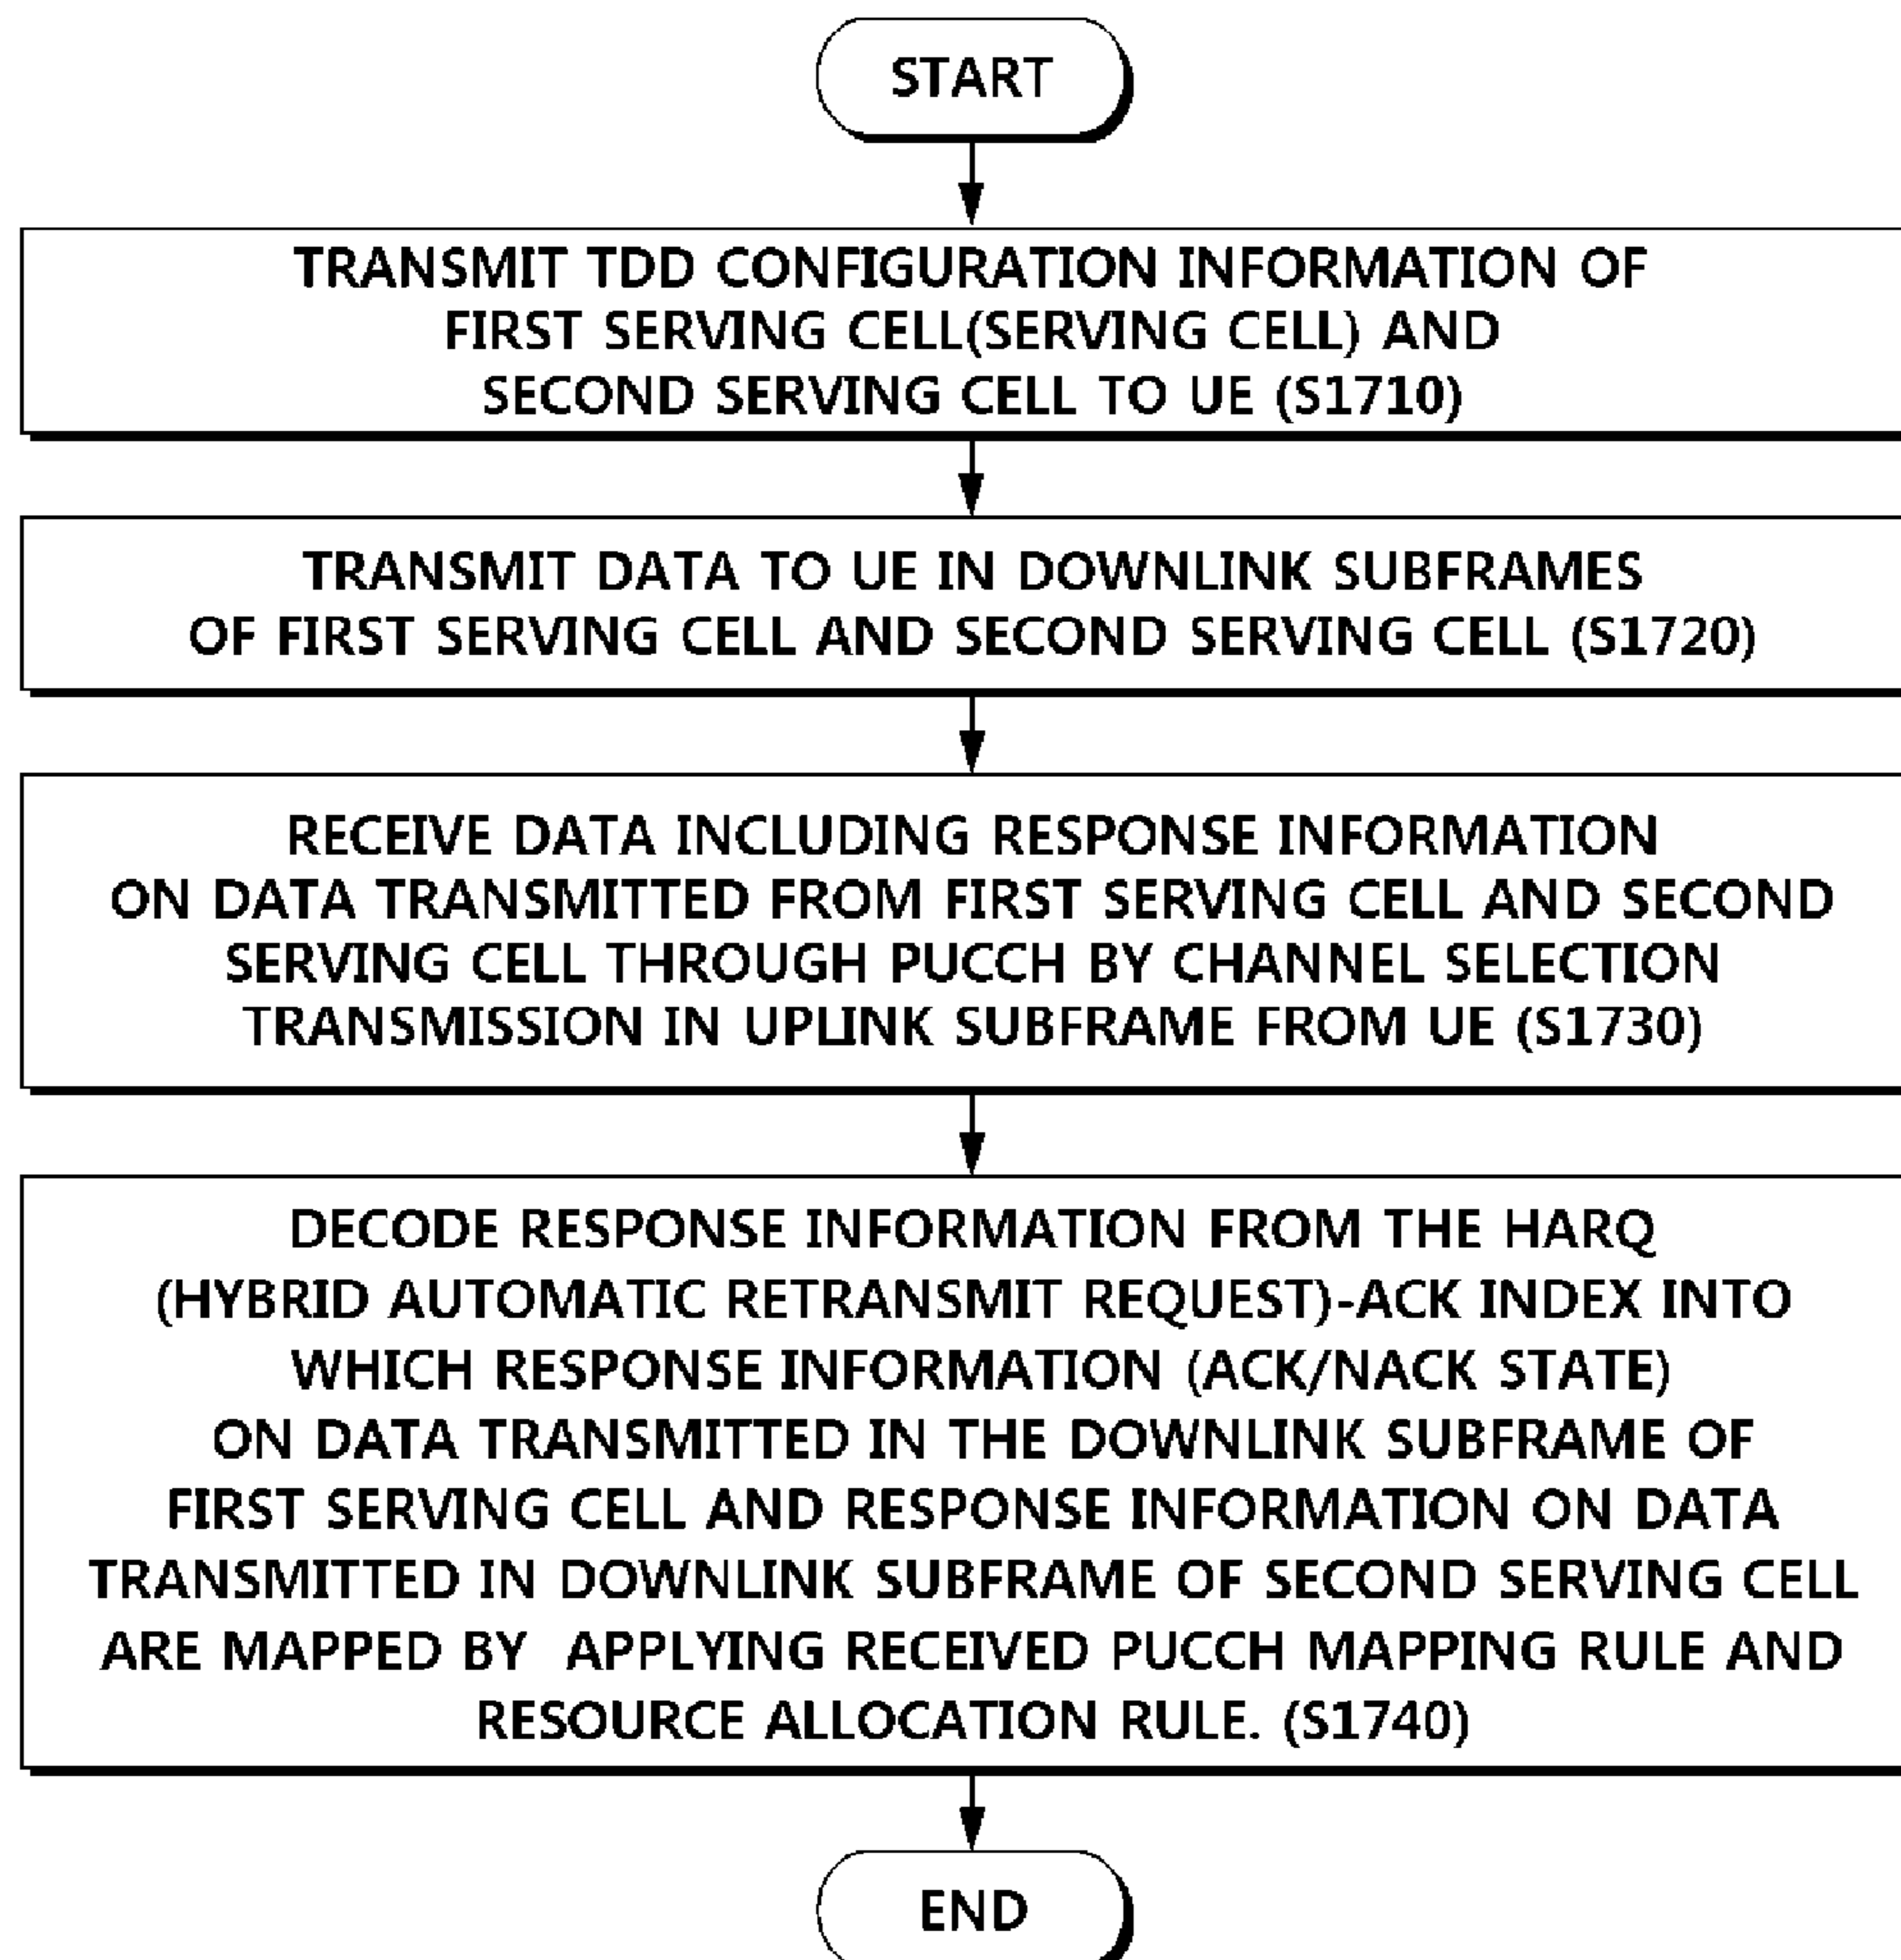 START
TRANSMIT TDD CONFIGURATION INFORMATION OF
FIRST SERVING CELL(SERVING CELL) AND
SECOND SERVING CELL TO UE (S1710)
TRANSMIT DATA TO UE IN DOWNLINK SUBFRAMES
OF FIRST SERVING CELL AND SECOND SERVING CELL (S1720)
RECEIVE DATA INCLUDING RESPONSE INFORMATION
ON DATA TRANSMITTED FROM FIRST SERVING CELL AND SECOND
SERVING CELL THROUGH PUCCH BY CHANNEL SELECTION
TRANSMISSION IN UPLINK SUBFRAME FROM UE (S1730)
DECODE RESPONSE INFORMATION FROM THE HARQ
(HYBRID AUTOMATIC RETRANSMIT REQUEST)-ACK INDEX INTO
WHICH RESPONSE INFORMATION (ACK/NACK STATE)
ON DATA TRANSMITTED IN THE DOWNLINK SUBFRAME OF
FIRST SERVING CELL AND RESPONSE INFORMATION ON DATA
TRANSMITTED IN DOWNLINK SUBFRAME OF SECOND SERVING CELL
ARE MAPPED BY APPLYING RECEIVED PUCCH MAPPING RULE AND
RESOURCE ALLOCATION RULE. (S1740)
END